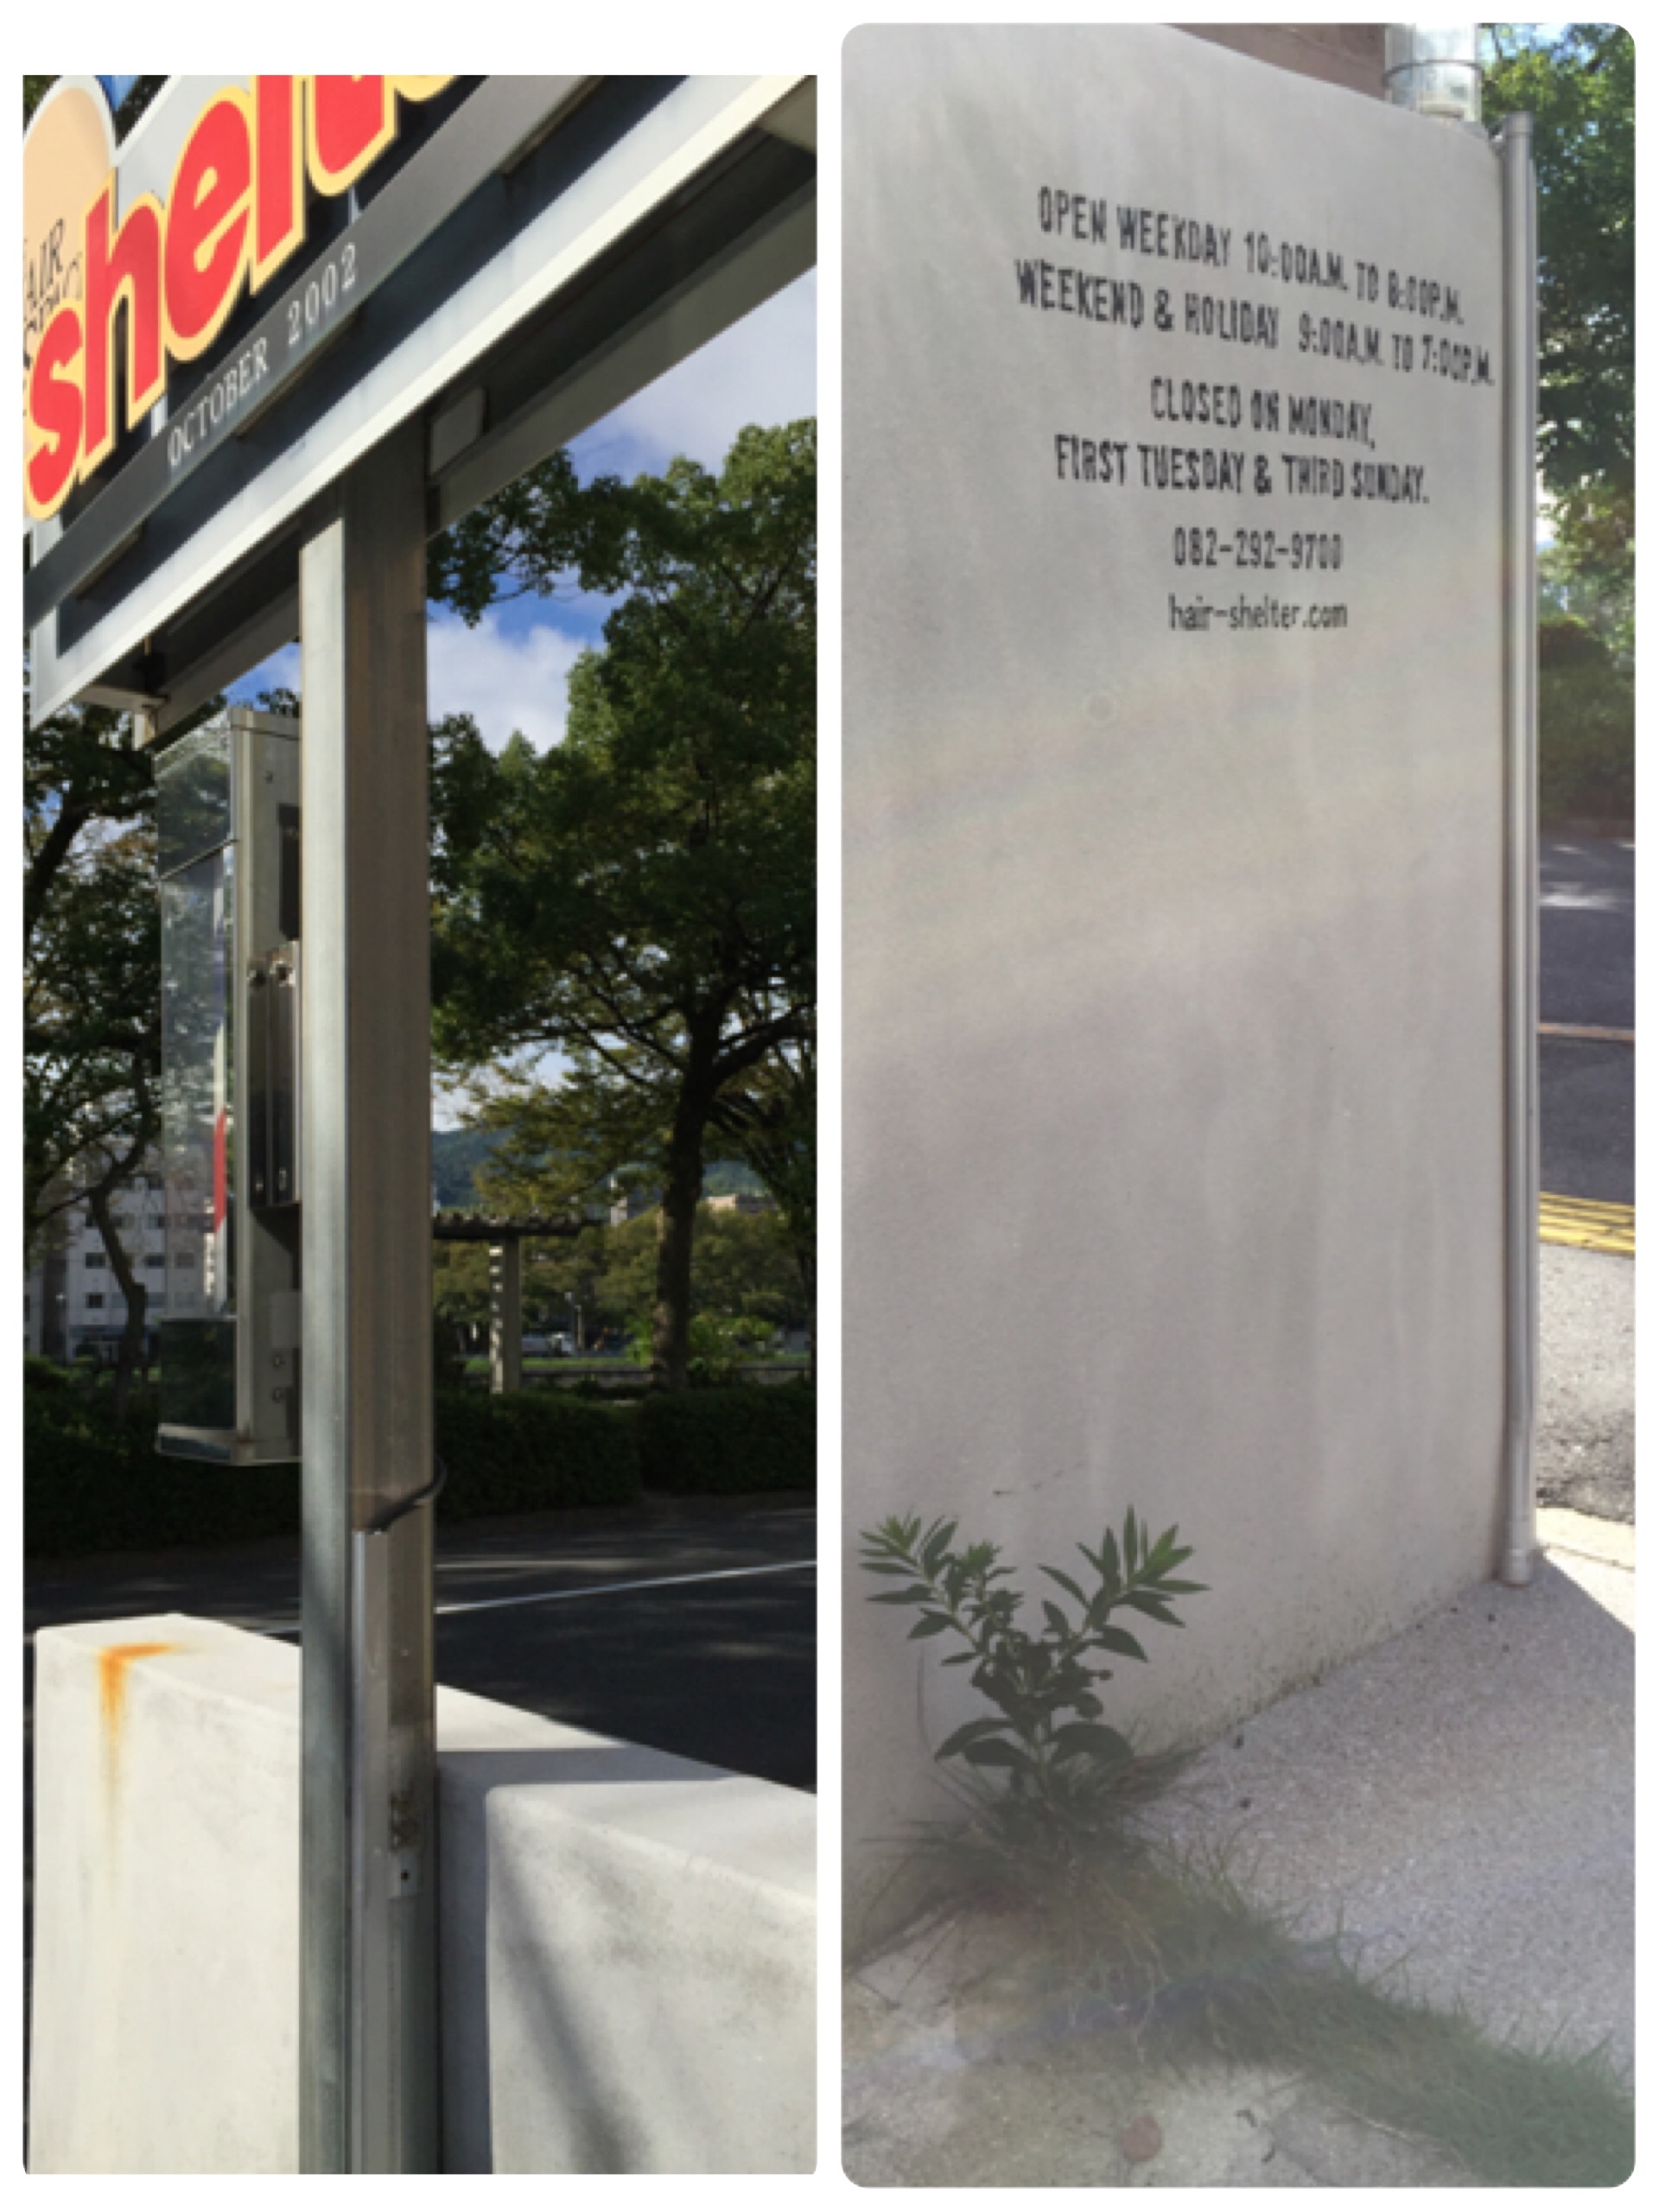 HAIR
shelte
OCTOBER 2002
OPEN WEEKDAY 10:00A.M. TO 8:00P.M.
WEEKEND & HOLIDAY 9:00A.M. TO 7:00P.M.
CLOSED ON MONDAY,
FIRST TUESDAY & THIRD SUNDAY.
082-292-9700
hair-shelter.com